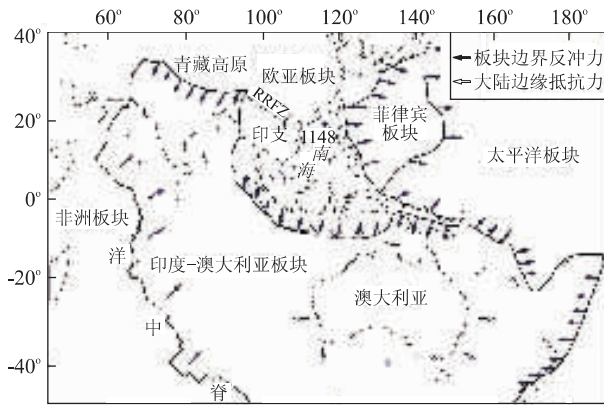 60° 80° 100° 120° 140° 160° 180°
40°
20°
0°
-20°
-40°
板块边界反冲力
大陆边缘抵抗力
青藏高原
欧亚板块
RRFZ
菲律宾
板块
印支
1148
南
海
太平洋板块
非洲板块
洋
中
脊
印度-澳大利亚板块
澳大利亚